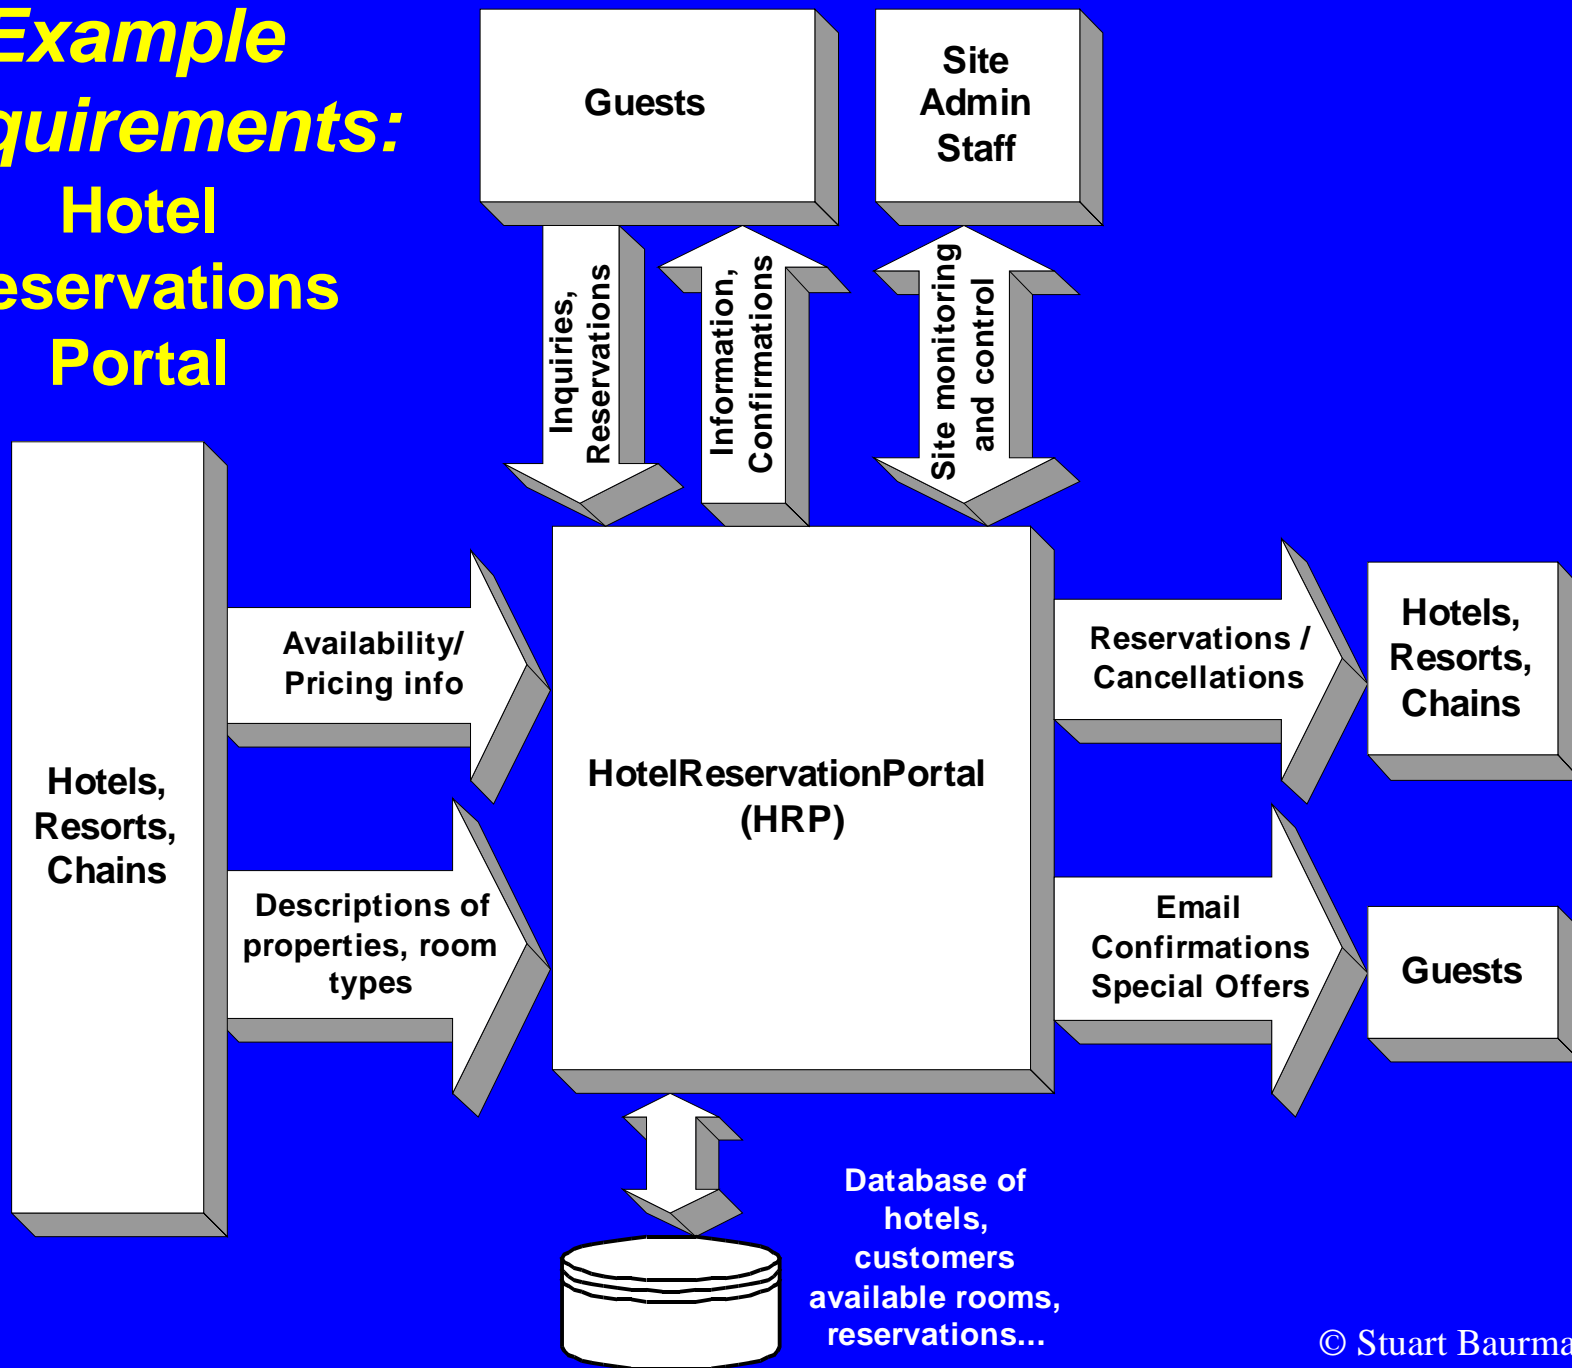 Example
quirements:
Hotel
eservations
Portal
Guests
Site
Admin
Staff
Inquiries,
Reservations
Information,
Confirmations
Site monitoring
and control
Hotels,
Resorts,
Chains
Availability/
Pricing info
Descriptions of
properties, room
types
HotelReservationPortal
(HRP)
Reservations /
Cancellations
Hotels,
Resorts,
Chains
Email
Confirmations
Special Offers
Guests
Database of
hotels,
customers
available rooms,
reservations...
© Stuart Baurma